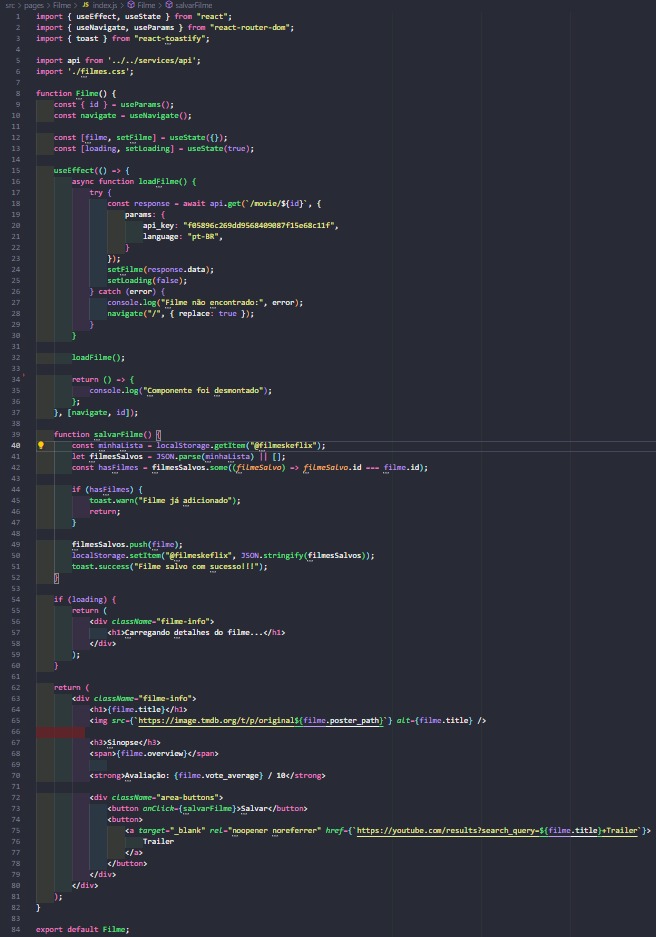 src > pages > Filme > JS index.js > Filme > salvarFilme
1 import { useEffect, useState } from "react";
2 import { useNavigate, useParams } from "react-router-dom";
3 import { toast } from "react-toastify";
4
5 import api from '../../services/api';
6 import './filmes.css';
7
8 function Filme() {
9 const { id } = useParams();
10 const navigate = useNavigate();
11
12 const [filme, setFilme] = useState({});
13 const [loading, setLoading] = useState(true);
14
15 useEffect(() => {
16 async function loadFilme() {
17 try {
18 const response = await api.get(`/movie/${id}`, {
19 params: {
20 api_key: "f05896c269dd9568409087f15e68c11f",
21 language: "pt-BR",
22 }
23 });
24 setFilme(response.data);
25 setLoading(false);
26 } catch (error) {
27 console.log("Filme não encontrado:", error);
28 navigate("/", { replace: true });
29 }
30 }
31
32 loadFilme();
33
34 return () => {
35 console.log("Componente foi desmontado");
36 };
37 }, [navigate, id]);
38
39 function salvarFilme() {
40 const minhaLista = localStorage.getItem("@filmeskeflix");
41 let filmesSalvos = JSON.parse(minhaLista) || [];
42 const hasFilmes = filmesSalvos.some((filmeSalvo) => filmeSalvo.id === filme.id);
43
44 if (hasFilmes) {
45 toast.warn("Filme já adicionado");
46 return;
47 }
48
49 filmesSalvos.push(filme);
50 localStorage.setItem("@filmeskeflix", JSON.stringify(filmesSalvos));
51 toast.success("Filme salvo com sucesso!!!");
52 }
53
54 if (loading) {
55 return (
56 <div className="filme-info">
57 <h1>Carregando detalhes do filme...</h1>
58 </div>
59 );
60 }
61
62 return (
63 <div className="filme-info">
64 <h1>{filme.title}</h1>
65 <img src={`https://image.tmdb.org/t/p/original${filme.poster_path}`} alt={filme.title} />
66
67 <h3>Sinopse</h3>
68 <span>{filme.overview}</span>
69
70 <strong>Avaliação: {filme.vote_average} / 10</strong>
71
72 <div className="area-buttons">
73 <button onClick={salvarFilme}>Salvar</button>
74 <button>
75 <a target="_blank" rel="noopener noreferrer" href={`https://youtube.com/results?search_query=${filme.title}+Trailer`}>
76 Trailer
77 </a>
78 </button>
79 </div>
80 </div>
81 );
82 }
83
84 export default Filme;